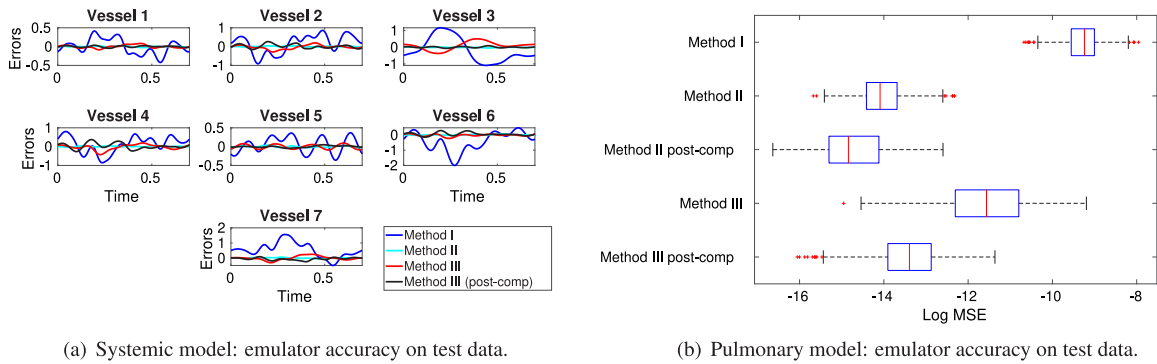 Vessel 1
Errors
0.5
0
-0.5
0
0.5
Vessel 2
1
0
-1
0
0.5
Vessel 3
1
0
-1
0
0.5
Vessel 4
Errors
1
0
-1
0
0.5
Time
Vessel 5
0.5
0
-0.5
0
0.5
Time
Vessel 6
0
-1
-2
0
0.5
Time
Vessel 7
Errors
2
1
0
0
0.5
Time
Method I
Method II
Method III
Method III (post-comp)
(a) Systemic model: emulator accuracy on test data.
Method I
Method II
Method II post-comp
Method III
Method III post-comp
-16
-14
-12
-10
-8
Log MSE
(b) Pulmonary model: emulator accuracy on test data.